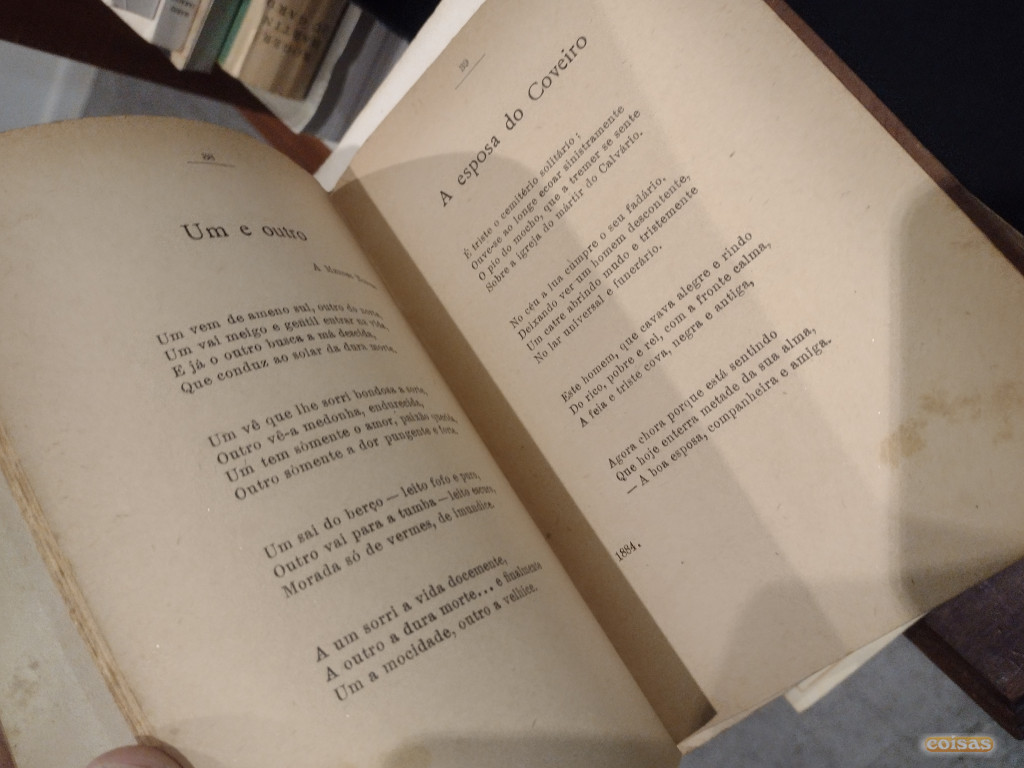 88
Um e outro
A
Um vem de ameno sul, outro do norte,
Um vai meigo e gentil entrar na vida,
E já o outro busca a má descida,
Que conduz ao solar da dura morte.
Um vê que lhe sorri bondosa a sorte,
Outro vê-a medonha, endurecida,
Um tem sòmente o amor, paixão
Outro sòmente a dor pungente e forte.
Um sai do berço — leito fofo e puro,
Outro vai para a tumba — leito escuro,
Morada só de vermes, de imundice.
A um sorri a vida docemente,
A outro a dura morte... e finalmente
Um a mocidade, outro a velhice.
89
A esposa do Coveiro
É triste o cemitério solitário;
Ouve-se ao longe ecoar sinistramente
O pio do mocho, que a tremer se sente
Sobre a igreja do mártir do Calvário.
No céu a lua cumpre o seu fadário,
Deixando ver um homem descontente,
Um catre abrindo mudo e tristemente
No lar universal e funerário.
Este homem, que cavava alegre e rindo
Do rico, pobre e rei, com a fronte calma,
A feia e triste cova, negra e antiga,
Agora chora porque está sentindo
Que hoje enterra metade da sua alma,
— A boa esposa, companheira e amiga.
1884.
coisas